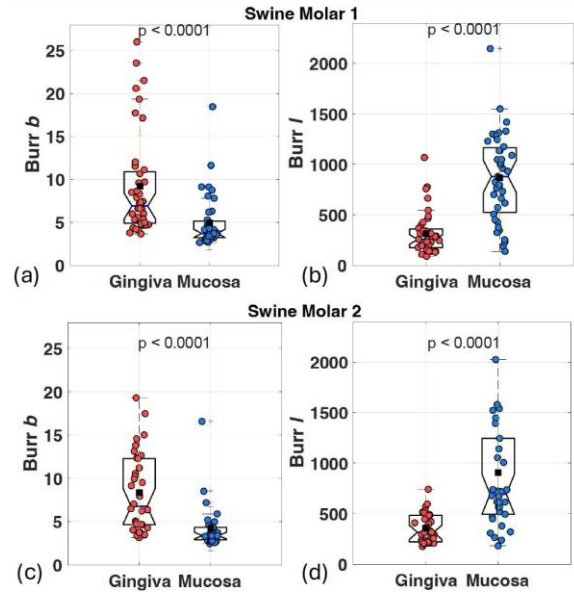 Swine Molar 1
p < 0.0001
25
20
15
10
5
0
Burr b
(a)
Gingiva Mucosa
p < 0.0001
2000
1500
1000
500
0
Burr l
(b)
Gingiva Mucosa
Swine Molar 2
p < 0.0001
25
20
15
10
5
0
Burr b
(c)
Gingiva Mucosa
p < 0.0001
2000
1500
1000
500
0
Burr l
(d)
Gingiva Mucosa